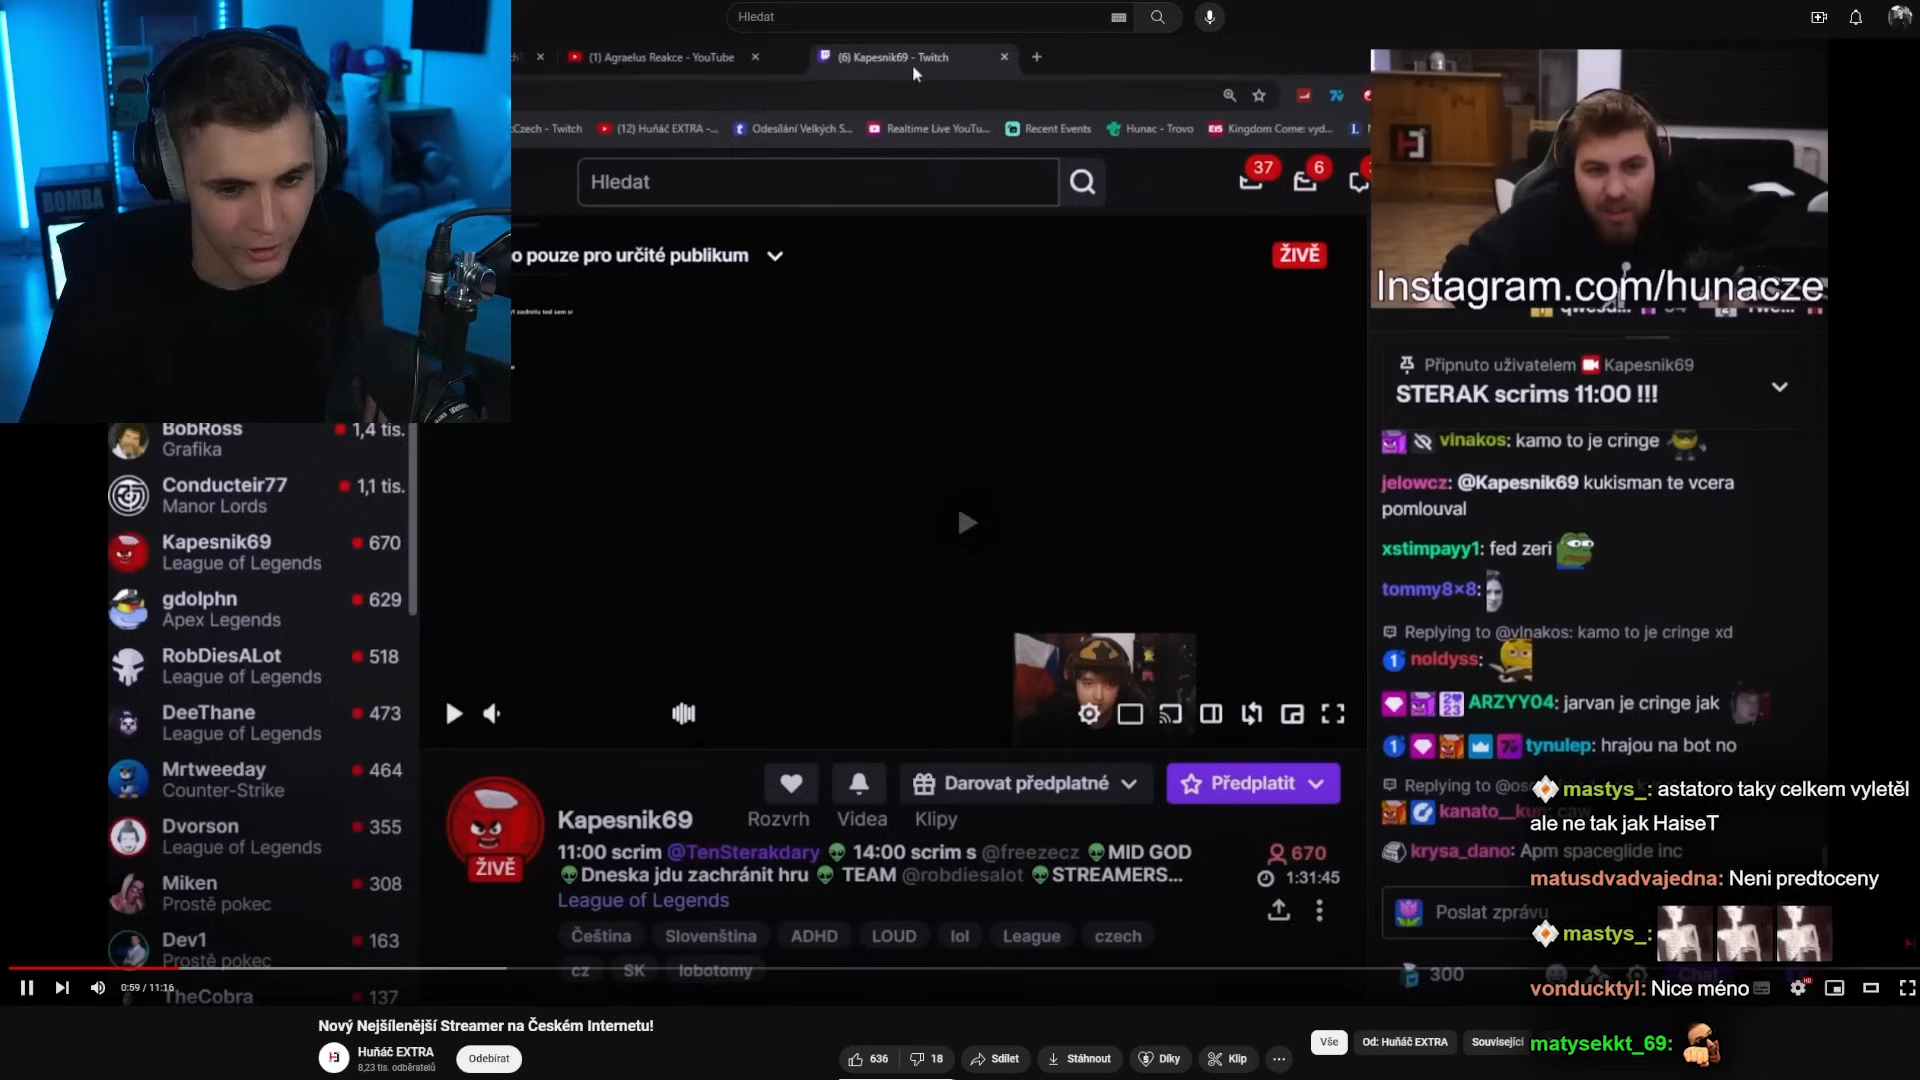 Hledat
(1) Agraelus Reakce - YouTube
(6) Kapesnik69 - Twitch
:Czech - Twitch
(12) Huňáč EXTRA -...
Odesílání Velkých S...
Realtime Live YouTu...
Recent Events
Hunac - Trovo
Kingdom Come: vyd...
Hledat
37
6
o pouze pro určité publikum
ŽIVĚ
BOMBA
Instagram.com/hunacze
BobRoss
1,4 tis.
Grafika
Conducteir77
1,1 tis.
Manor Lords
Kapesnik69
670
League of Legends
gdolphn
629
Apex Legends
RobDiesALot
518
League of Legends
DeeThane
473
League of Legends
Mrtweeday
464
Counter-Strike
Dvorson
355
League of Legends
Miken
308
Prostě pokec
Dev1
163
Prostě pokec
TheCobra
137
Připnuto uživatelem Kapesnik69
STERAK scrims 11:00 !!!
vlnakos: kamo to je cringe
jelowcz: @Kapesnik69 kukisman te vcera
pomlouval
xstimpayy1: fed zeri
tommy8x8:
Replying to @vlnakos: kamo to je cringe xd
noldyss:
ARZYY04: jarvan je cringe jak
tynulep: hrajou na bot no
krysa_dano: Apm spaceglide inc
Poslat zprávu
300
Chat
Darovat předplatné
Předplatit
Kapesnik69
Rozvrh
Videa
Klipy
ŽIVĚ
11:00 scrim @TenSterakdary 14:00 scrim s @freezecz MID GOD
Dneska jdu zachránit hru TEAM @robdiesalot STREAMERS...
League of Legends
670
1:31:45
Čeština
Slovenština
ADHD
LOUD
lol
League
czech
cz
SK
lobotomy
mastys_: astatoro taky celkem vyletěl
ale ne tak jak HaiseT
matusdvadvajedna: Neni predtoceny
mastys_:
vonducktyl: Nice méno
matysekkt_69:
0:59 / 11:16
Nový Nejšílenější Streamer na Českém Internetu!
Huňáč EXTRA
8,23 tis. odběratelů
Odebírat
636
18
Sdílet
Stáhnout
Díky
Klip
Vše
Od: Huňáč EXTRA
Související